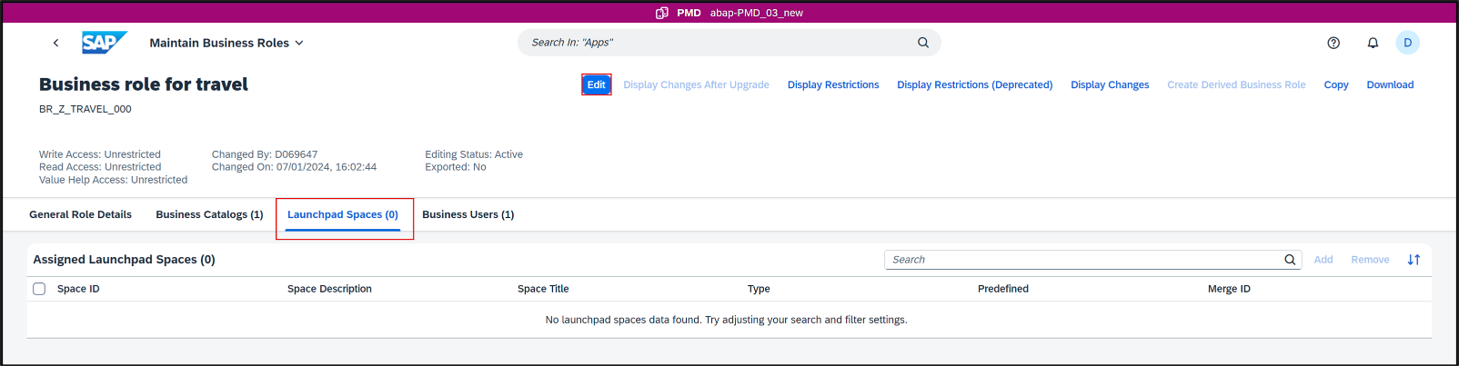 PMD abap-PMD_03_new
SAP Maintain Business Roles Search In: "Apps" D
Business role for travel Edit Display Changes After Upgrade Display Restrictions Display Restrictions (Deprecated) Display Changes Create Derived Business Role Copy Download
BR_Z_TRAVEL_000
Write Access: Unrestricted Changed By: D069647 Editing Status: Active
Read Access: Unrestricted Changed On: 07/01/2024, 16:02:44 Exported: No
Value Help Access: Unrestricted
General Role Details Business Catalogs (1) Launchpad Spaces (0) Business Users (1)
Assigned Launchpad Spaces (0) Search Add Remove
Space ID Space Description Space Title Type Predefined Merge ID
No launchpad spaces data found. Try adjusting your search and filter settings.